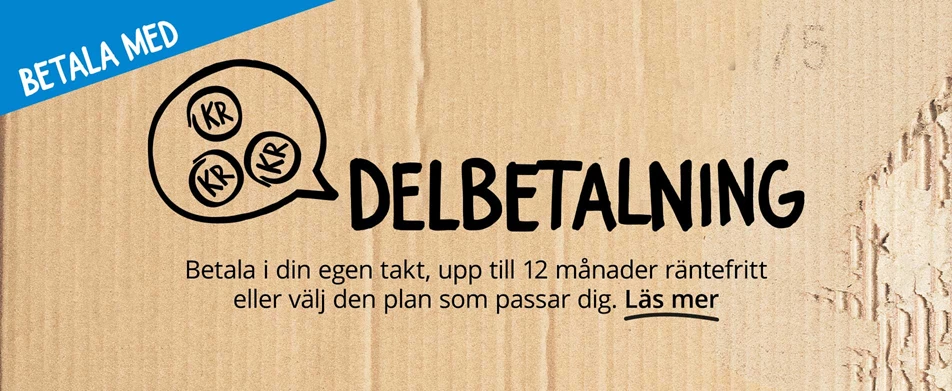 BETALA MED
KR
KR
KR
DELBETALNING
Betala i din egen takt, upp till 12 månader räntefritt
eller välj den plan som passar dig. Läs mer